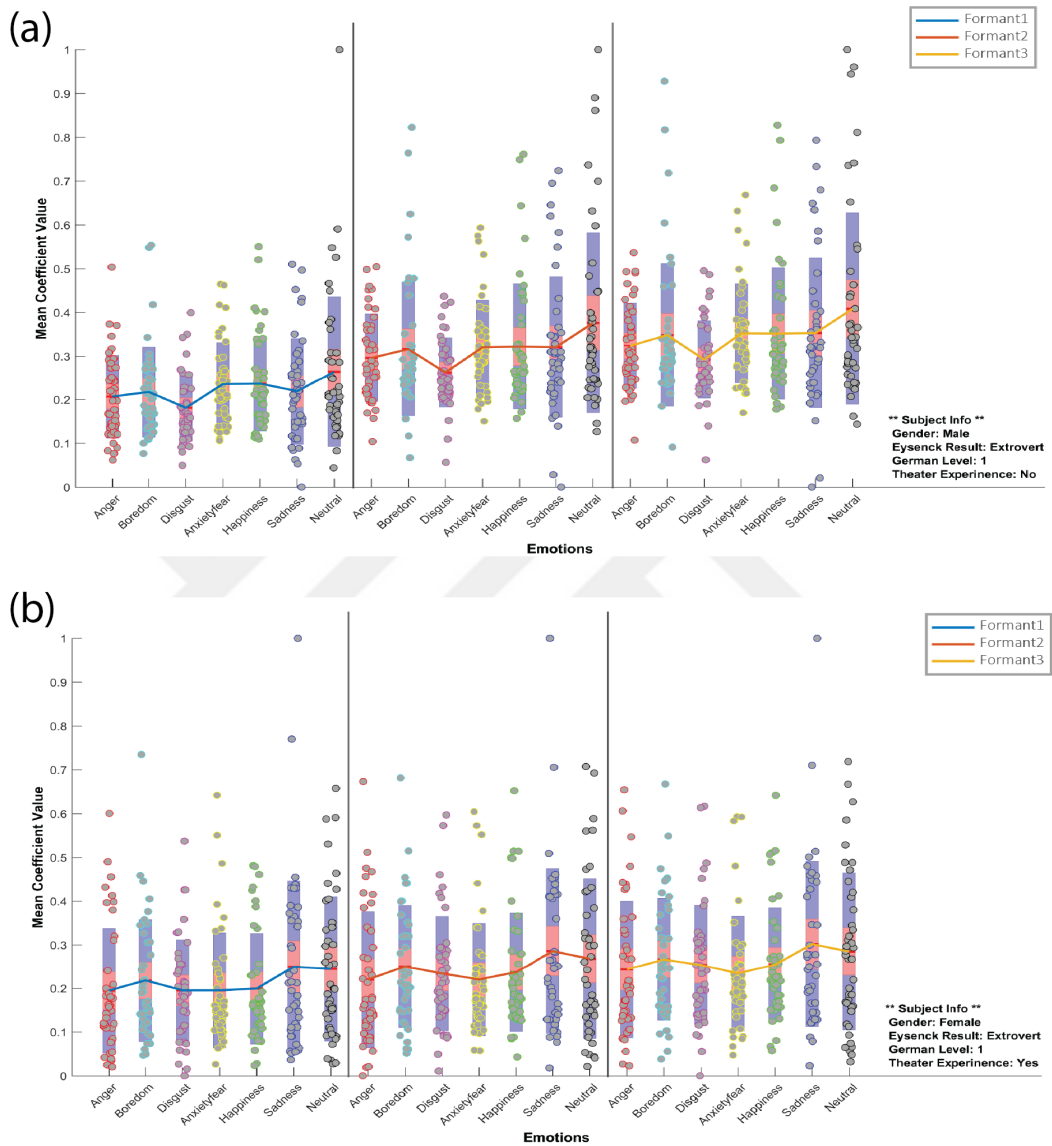 (a)
Formant1
Formant2
Formant3
Mean Coefficient Value
1
0.9
0.8
0.7
0.6
0.5
0.4
0.3
0.2
0.1
0
Anger Boredom Disgust Anxietyfear Happiness Sadness Neutral Anger Boredom Disgust Anxietyfear Happiness Sadness Neutral Anger Boredom Disgust Anxietyfear Happiness Sadness Neutral
Emotions
** Subject Info **
Gender: Male
Eysenck Result: Extrovert
German Level: 1
Theater Experinence: No
(b)
Formant1
Formant2
Formant3
Mean Coefficient Value
1
0.9
0.8
0.7
0.6
0.5
0.4
0.3
0.2
0.1
0
Anger Boredom Disgust Anxietyfear Happiness Sadness Neutral Anger Boredom Disgust Anxietyfear Happiness Sadness Neutral Anger Boredom Disgust Anxietyfear Happiness Sadness Neutral
Emotions
** Subject Info **
Gender: Female
Eysenck Result: Extrovert
German Level: 1
Theater Experinence: Yes